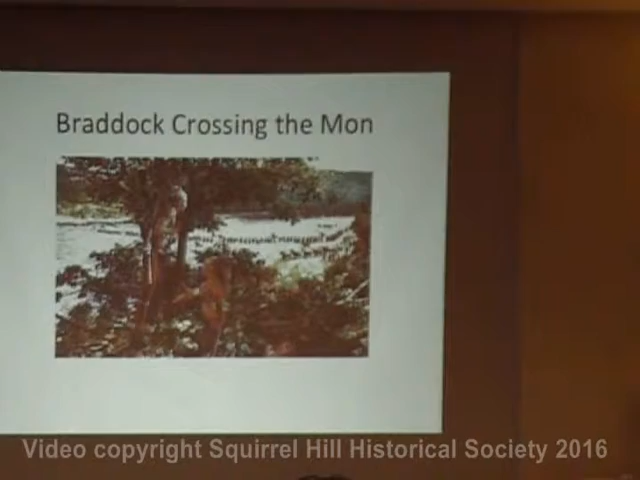 Braddock Crossing the Mon
Video copyright Squirrel Hill Historical Society 2016